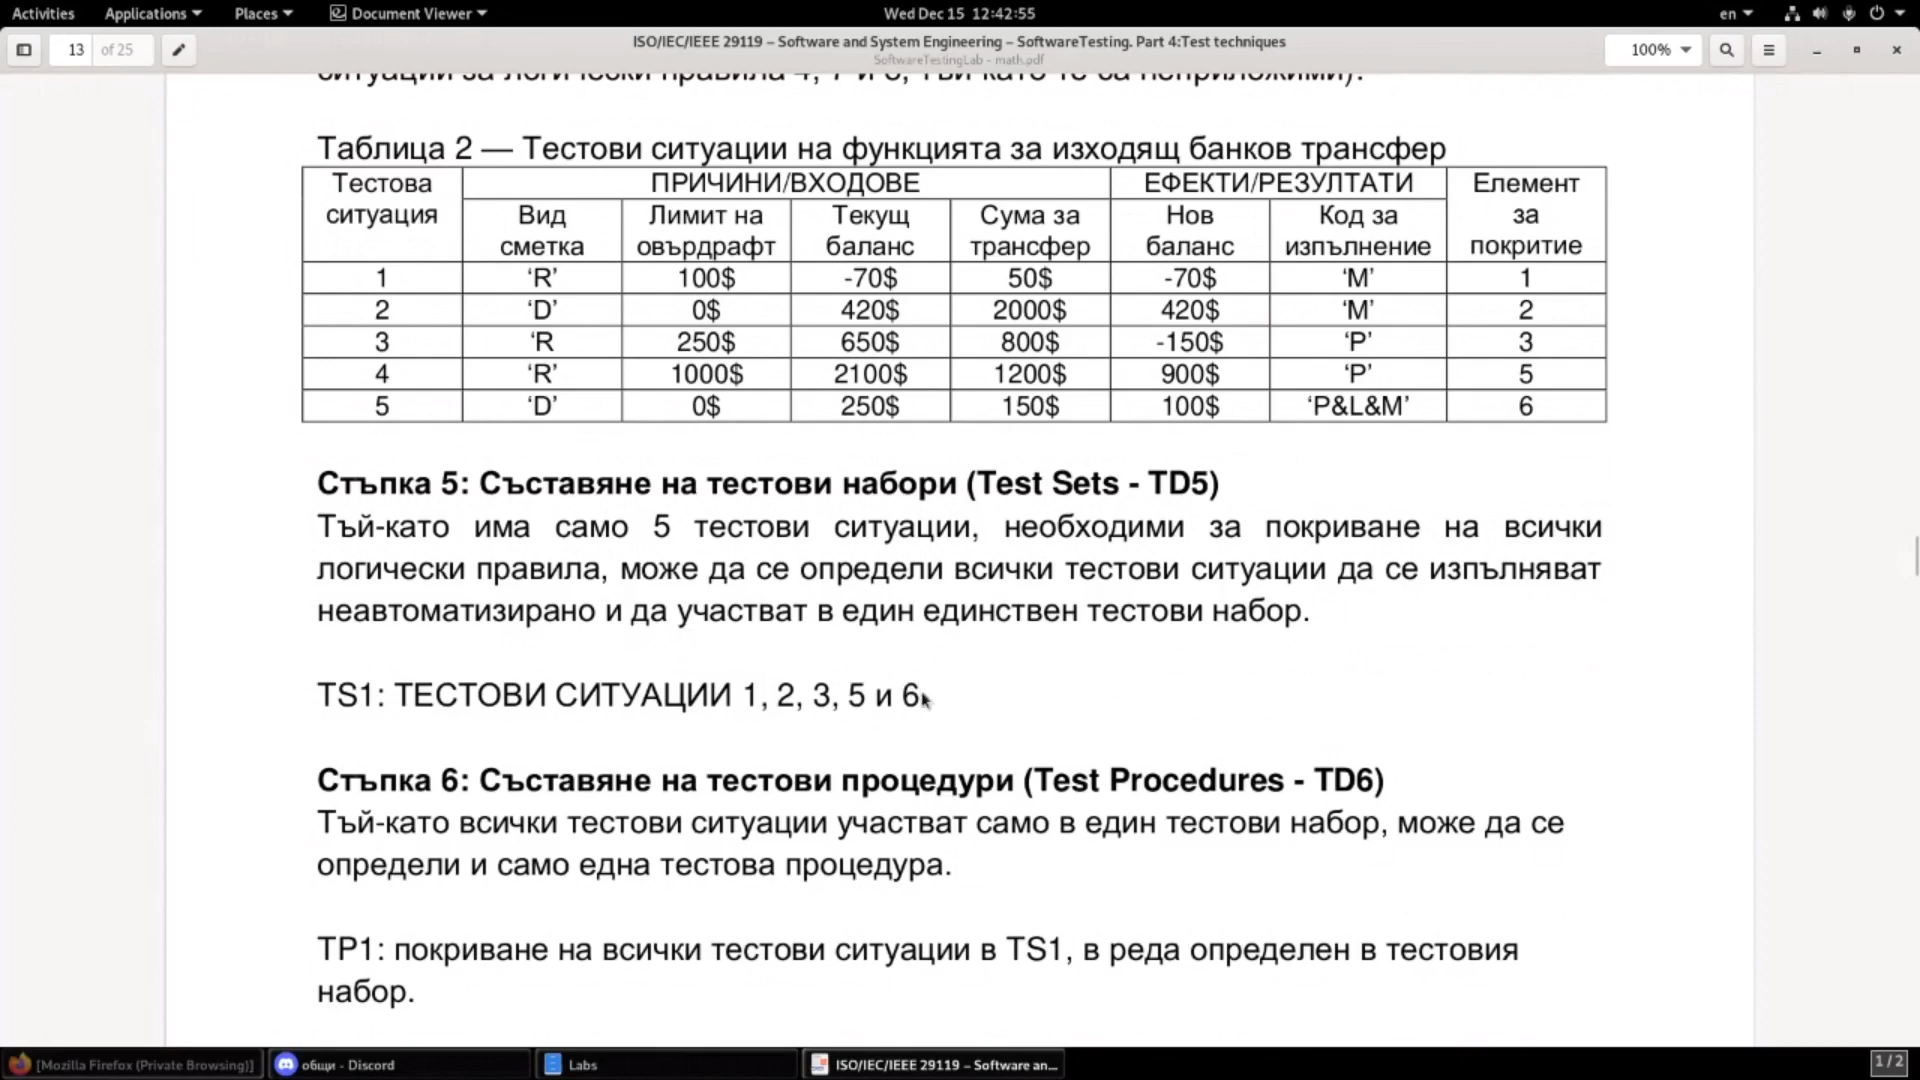 Activities Applications Places Document Viewer Wed Dec 15 12:42:55 en
13 of 25 ISO/IEC/IEEE 29119 – Software and System Engineering – SoftwareTesting. Part 4:Test techniques 100%
SoftwareTestingLab - math.pdf
Таблица 2 — Тестови ситуации на функцията за изходящ банков трансфер
Тестова ситуация ПРИЧИНИ/ВХОДОВЕ ЕФЕКТИ/РЕЗУЛТАТИ Елемент за покритие
Вид сметка Лимит на овърдрафт Текущ баланс Сума за трансфер Нов баланс Код за изпълнение
1 ‘R’ 100$ -70$ 50$ -70$ ‘M’ 1
2 ‘D’ 0$ 420$ 2000$ 420$ ‘M’ 2
3 ‘R 250$ 650$ 800$ -150$ ‘P’ 3
4 ‘R’ 1000$ 2100$ 1200$ 900$ ‘P’ 5
5 ‘D’ 0$ 250$ 150$ 100$ ‘P&L&M’ 6
Стъпка 5: Съставяне на тестови набори (Test Sets - TD5)
Тъй-като има само 5 тестови ситуации, необходими за покриване на всички
логически правила, може да се определи всички тестови ситуации да се изпълняват
неавтоматизирано и да участват в един единствен тестови набор.
TS1: ТЕСТОВИ СИТУАЦИИ 1, 2, 3, 5 и 6.
Стъпка 6: Съставяне на тестови процедури (Test Procedures - TD6)
Тъй-като всички тестови ситуации участват само в един тестови набор, може да се
определи и само една тестова процедура.
TP1: покриване на всички тестови ситуации в TS1, в реда определен в тестовия
набор.
[Mozilla Firefox (Private Browsing)] общи - Discord Labs ISO/IEC/IEEE 29119 – Software an... 1 / 2